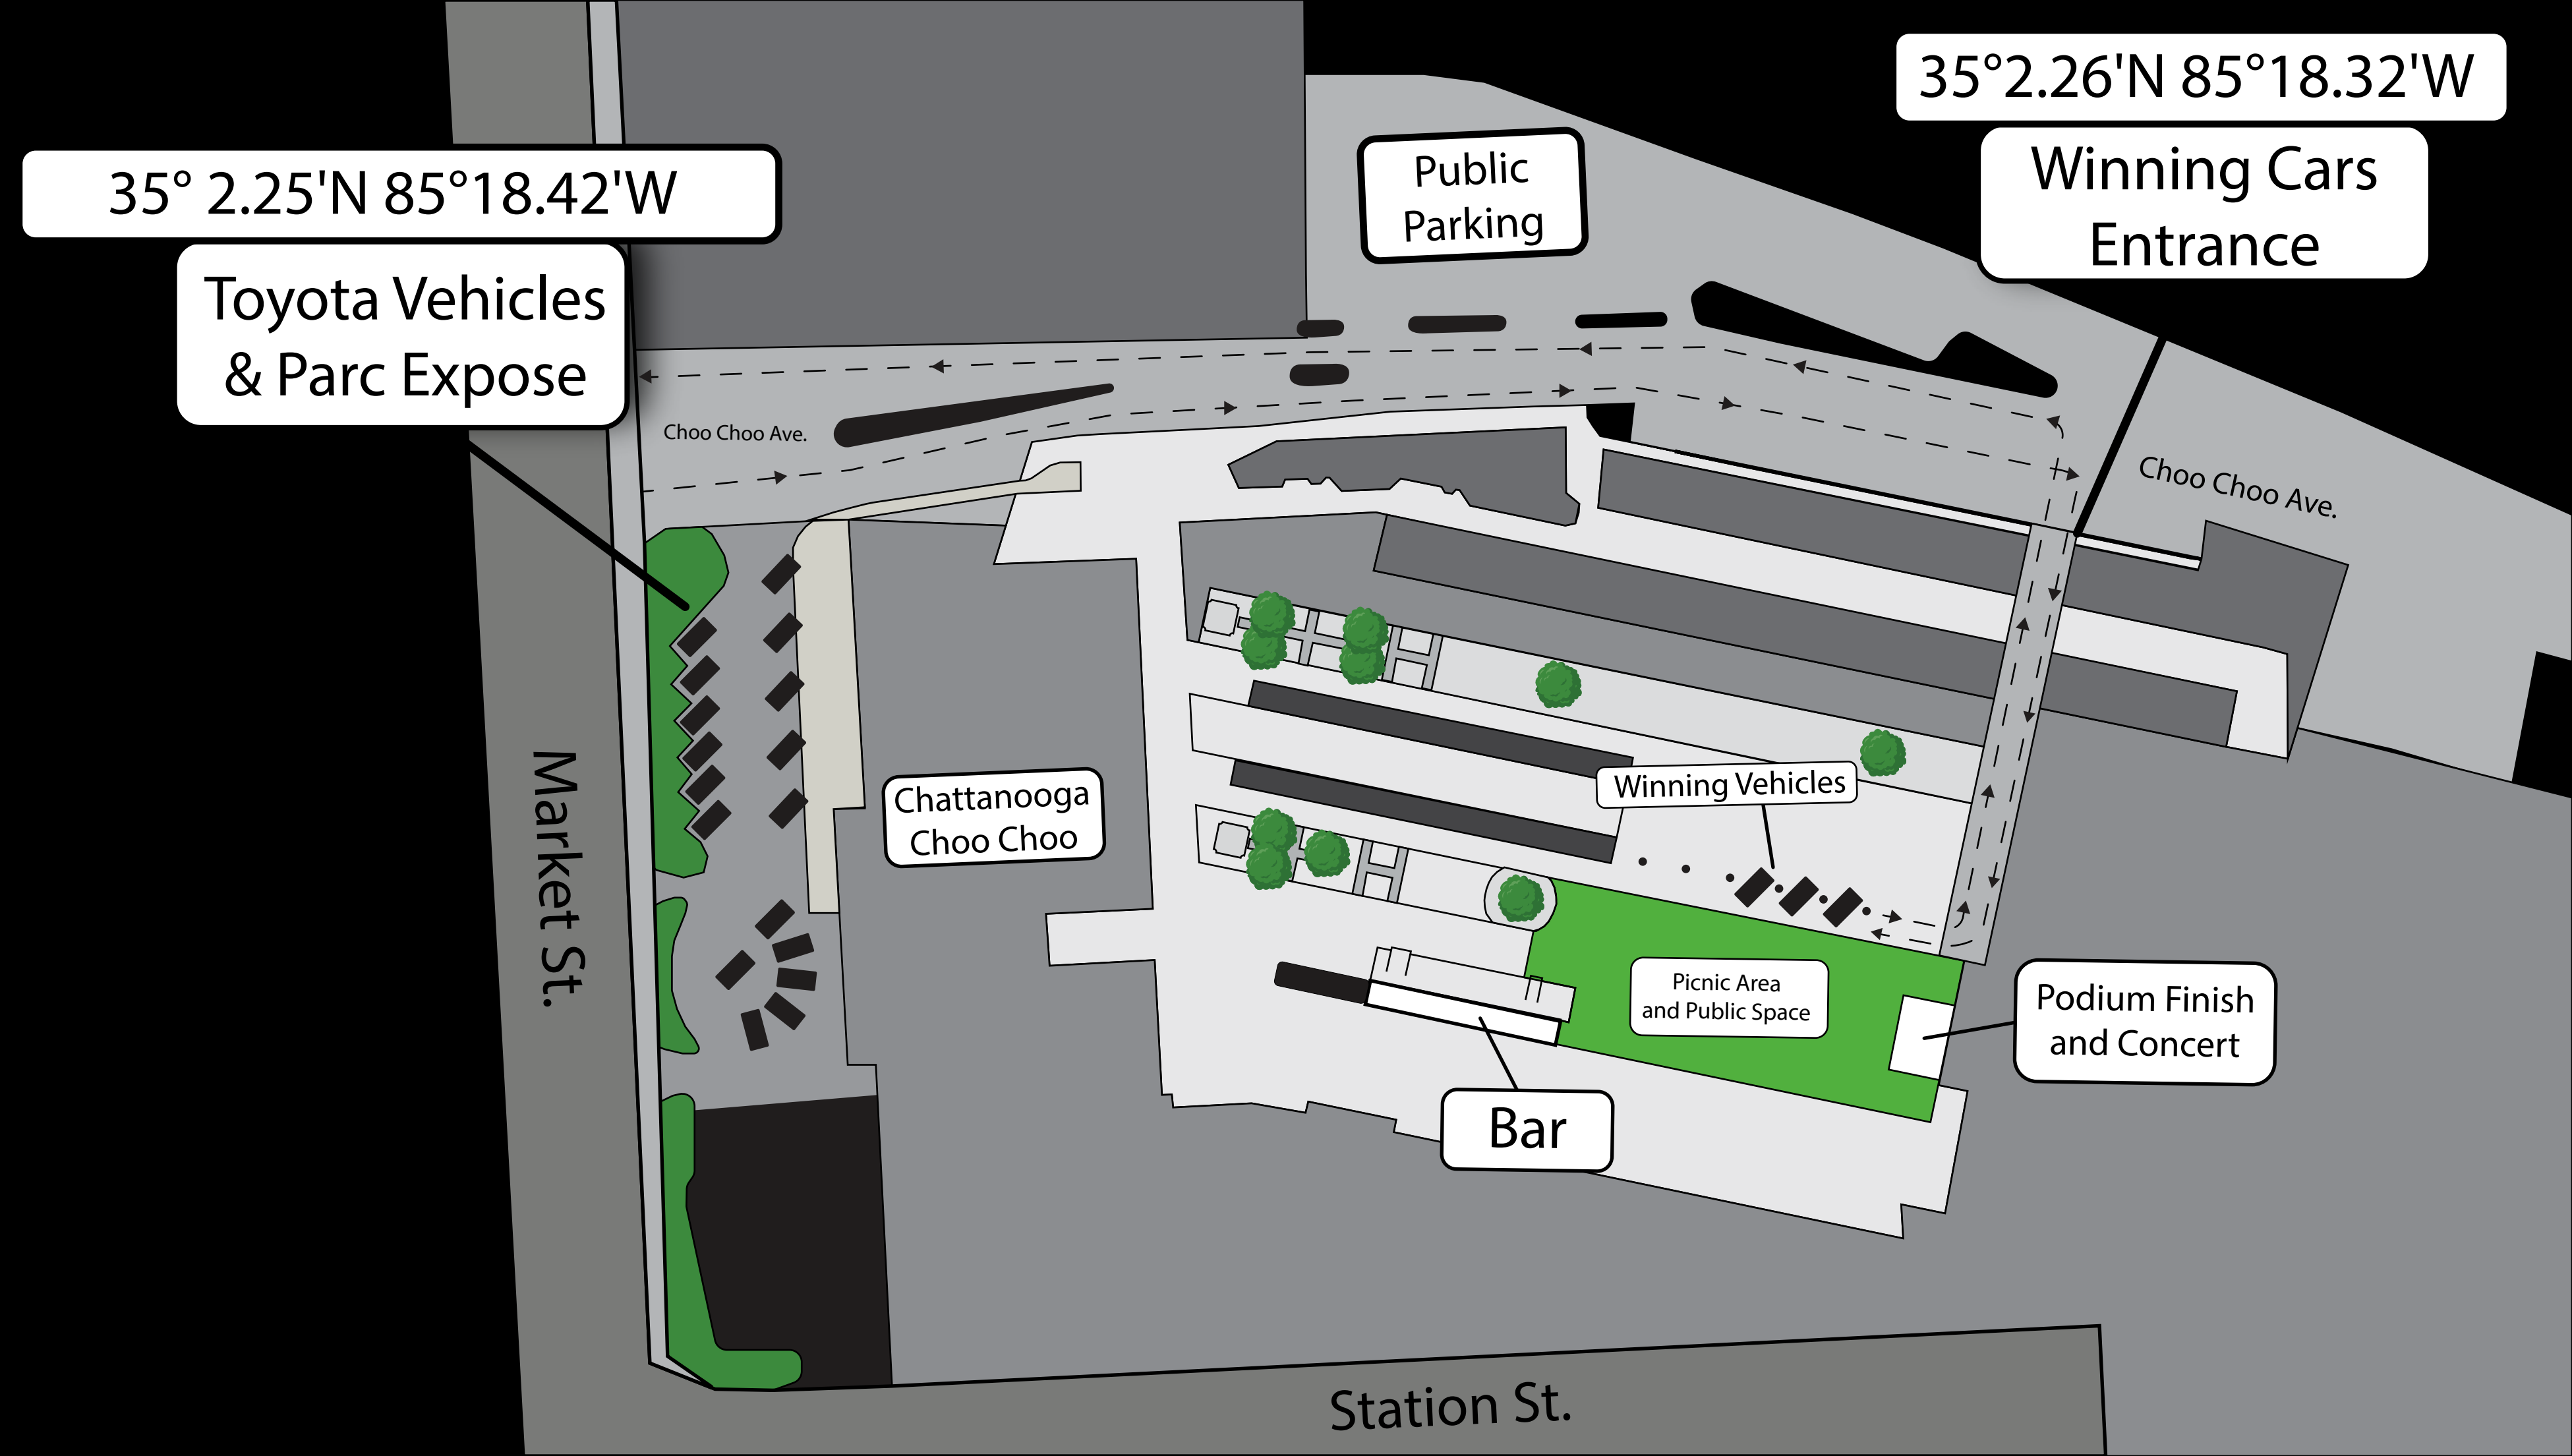 35°2.26'N 85°18.32'W
Winning Cars
Entrance
Public
Parking
35° 2.25'N 85°18.42'W
Toyota Vehicles
& Parc Expose
Choo Choo Ave.
Choo Choo Ave.
Market St.
Chattanooga
Choo Choo
Winning Vehicles
Picnic Area
and Public Space
Podium Finish
and Concert
Bar
Station St.